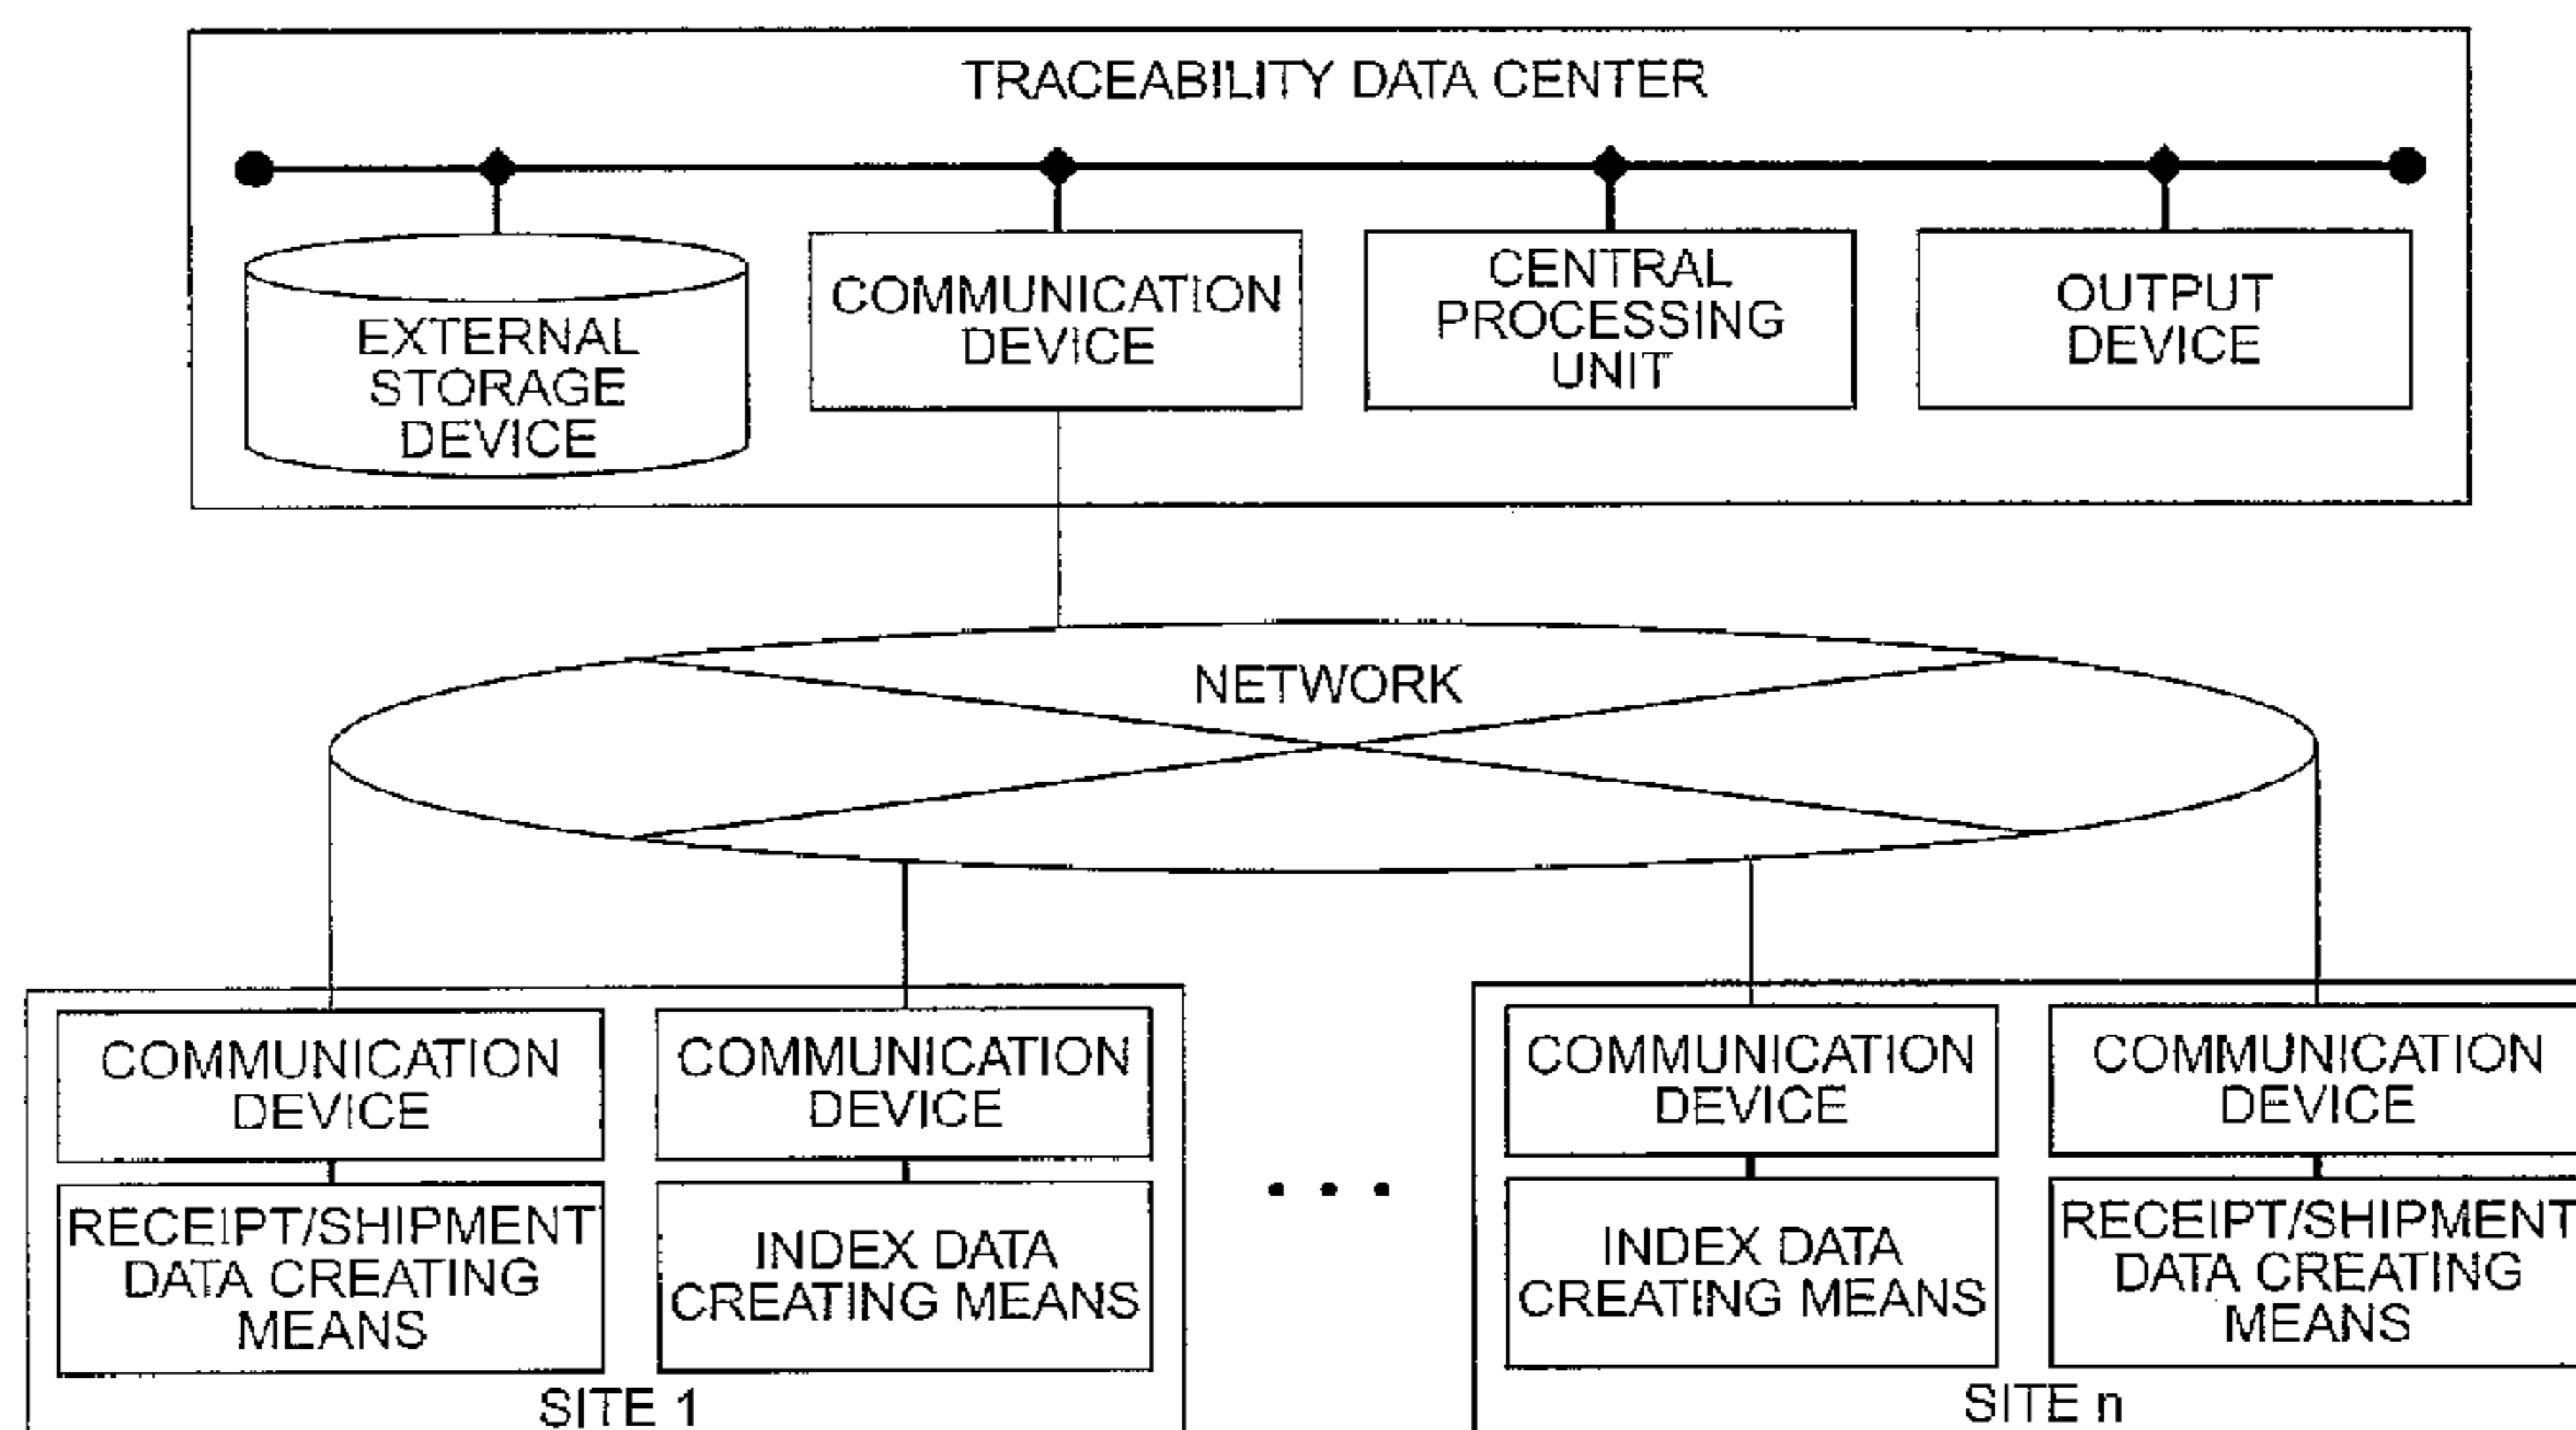 TRACEABILITY DATA CENTER
EXTERNAL
STORAGE
DEVICE
COMMUNICATION
DEVICE
CENTRAL
PROCESSING
UNIT
OUTPUT
DEVICE
NETWORK
COMMUNICATION
DEVICE
RECEIPT/SHIPMENT
DATA CREATING
MEANS
COMMUNICATION
DEVICE
INDEX DATA
CREATING MEANS
SITE 1
• • •
COMMUNICATION
DEVICE
INDEX DATA
CREATING MEANS
COMMUNICATION
DEVICE
RECEIPT/SHIPMENT
DATA CREATING
MEANS
SITE n